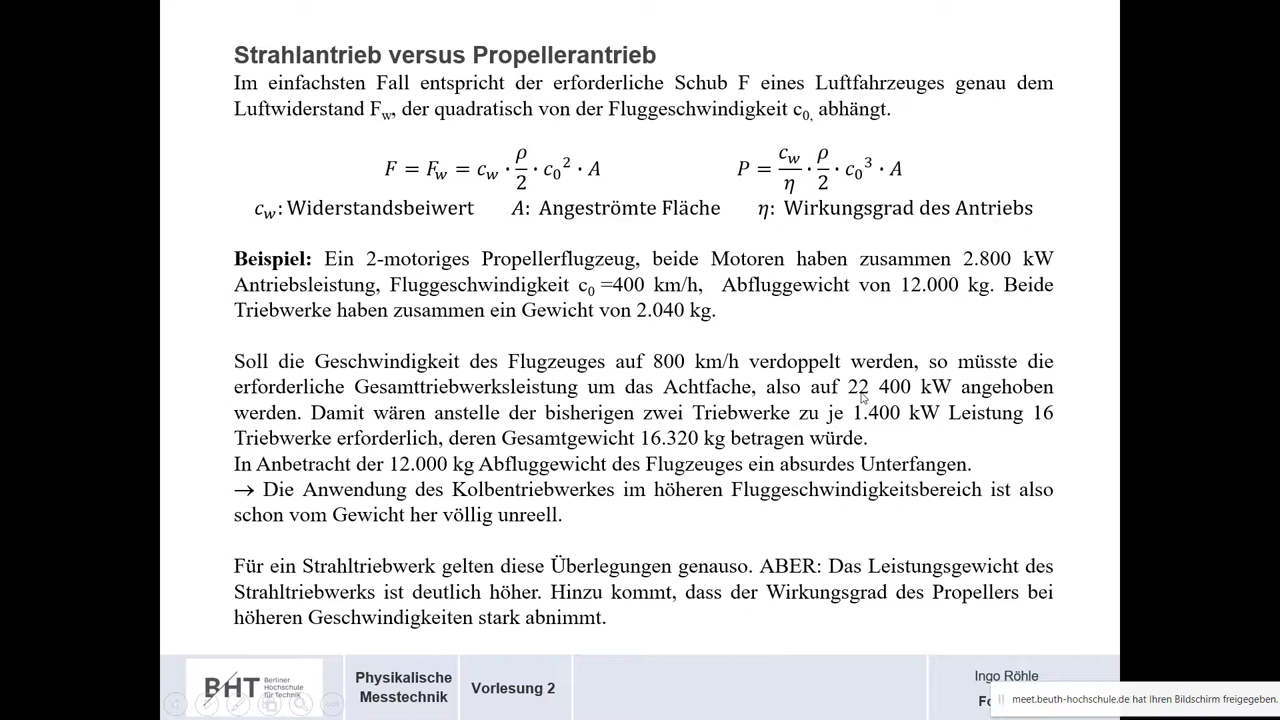 Strahlantrieb versus Propellerantrieb
Im einfachsten Fall entspricht der erforderliche Schub F eines Luftfahrzeuges genau dem
Luftwiderstand Fw, der quadratisch von der Fluggeschwindigkeit c0, abhängt.
F = Fw = cw · ρ/2 · c0² · A P = cw/η · ρ/2 · c0³ · A
cw: Widerstandsbeiwert A: Angeströmte Fläche η: Wirkungsgrad des Antriebs
Beispiel: Ein 2-motoriges Propellerflugzeug, beide Motoren haben zusammen 2.800 kW
Antriebsleistung, Fluggeschwindigkeit c0 =400 km/h, Abfluggewicht von 12.000 kg. Beide
Triebwerke haben zusammen ein Gewicht von 2.040 kg.
Soll die Geschwindigkeit des Flugzeuges auf 800 km/h verdoppelt werden, so müsste die
erforderliche Gesamttriebwerksleistung um das Achtfache, also auf 22 400 kW angehoben
werden. Damit wären anstelle der bisherigen zwei Triebwerke zu je 1.400 kW Leistung 16
Triebwerke erforderlich, deren Gesamtgewicht 16.320 kg betragen würde.
In Anbetracht der 12.000 kg Abfluggewicht des Flugzeuges ein absurdes Unterfangen.
→ Die Anwendung des Kolbentriebwerkes im höheren Fluggeschwindigkeitsbereich ist also
schon vom Gewicht her völlig unreell.
Für ein Strahltriebwerk gelten diese Überlegungen genauso. ABER: Das Leistungsgewicht des
Strahltriebwerks ist deutlich höher. Hinzu kommt, dass der Wirkungsgrad des Propellers bei
höheren Geschwindigkeiten stark abnimmt.
BHT Berliner
Hochschule
für Technik
Physikalische
Messtechnik
Vorlesung 2
Ingo Röhle
Fo
meet.beuth-hochschule.de hat Ihren Bildschirm freigegeben.